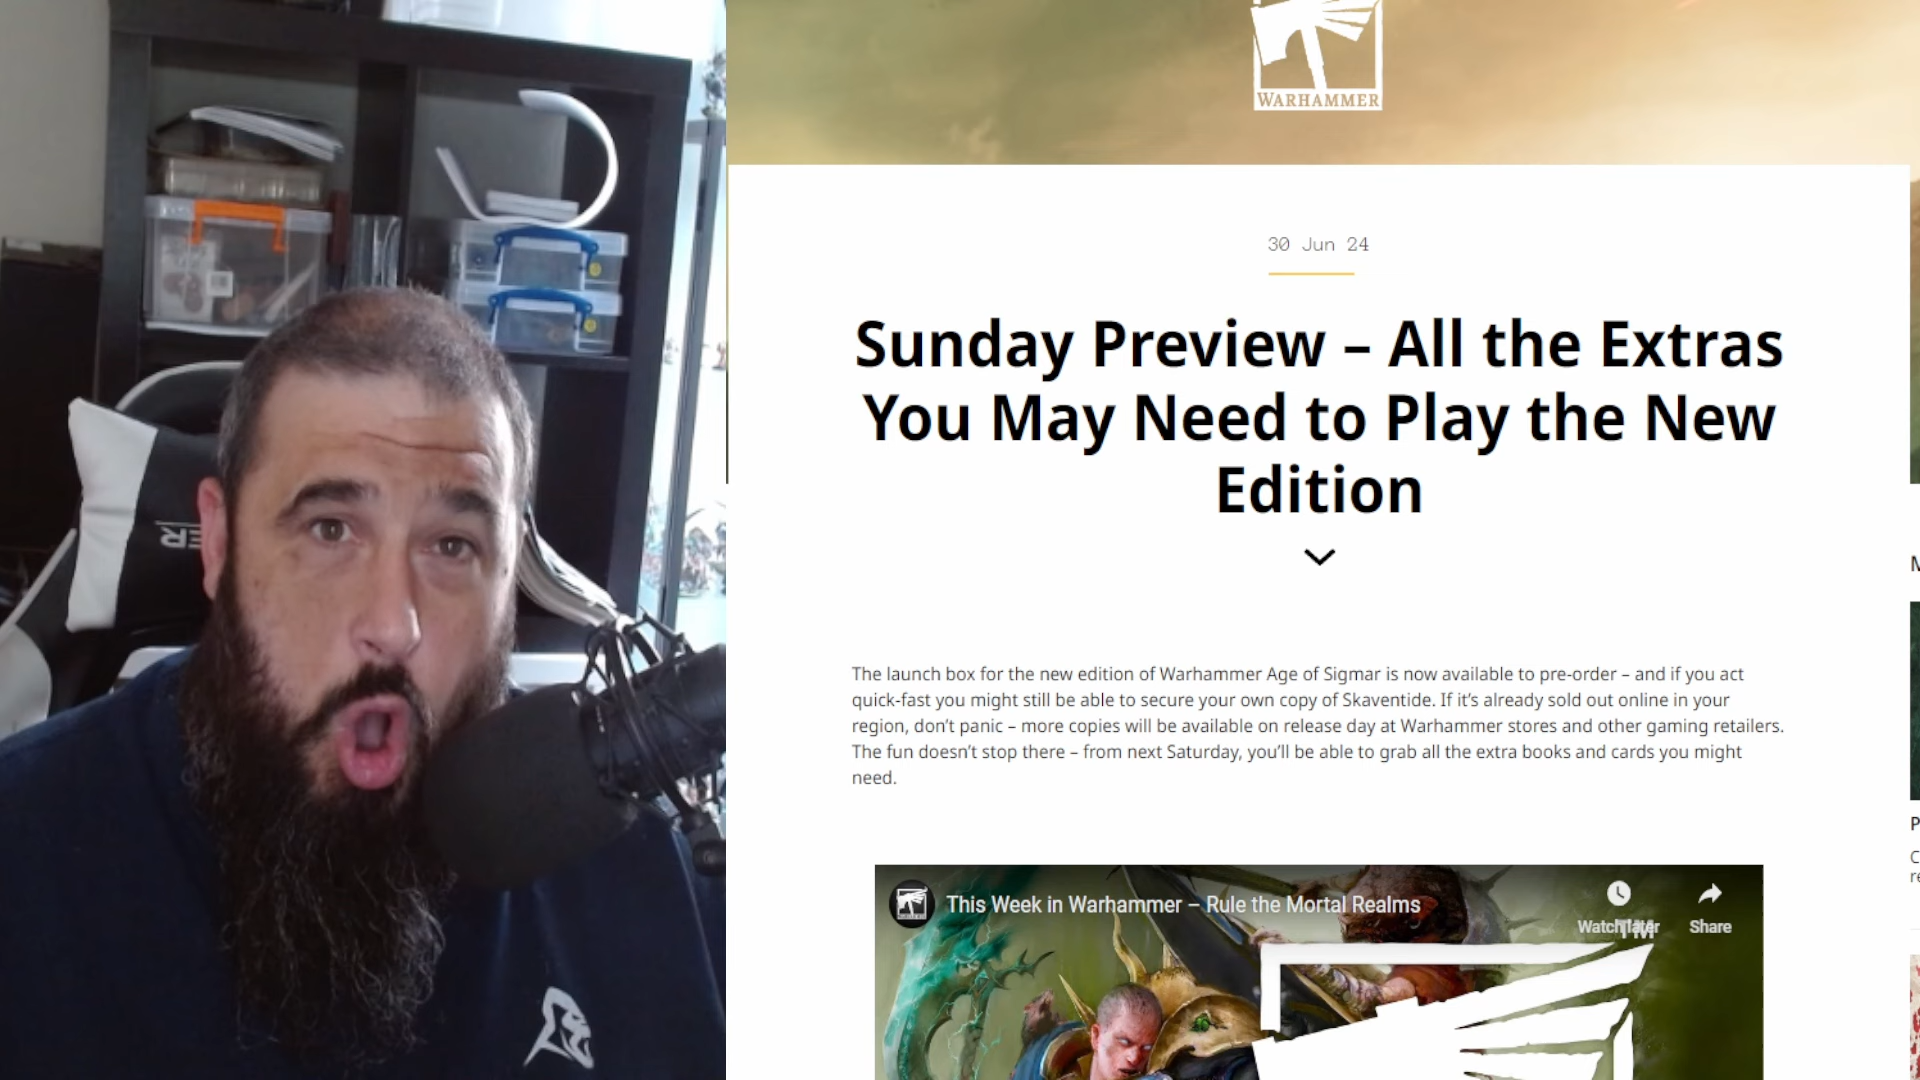 WARHAMMER
30 Jun 24
Sunday Preview – All the Extras
You May Need to Play the New
Edition
The launch box for the new edition of Warhammer Age of Sigmar is now available to pre-order – and if you act
quick-fast you might still be able to secure your own copy of Skaventide. If it’s already sold out online in your
region, don’t panic – more copies will be available on release day at Warhammer stores and other gaming retailers.
The fun doesn’t stop there – from next Saturday, you’ll be able to grab all the extra books and cards you might
need.
This Week in Warhammer – Rule the Mortal Realms
Watch later
Share
TM